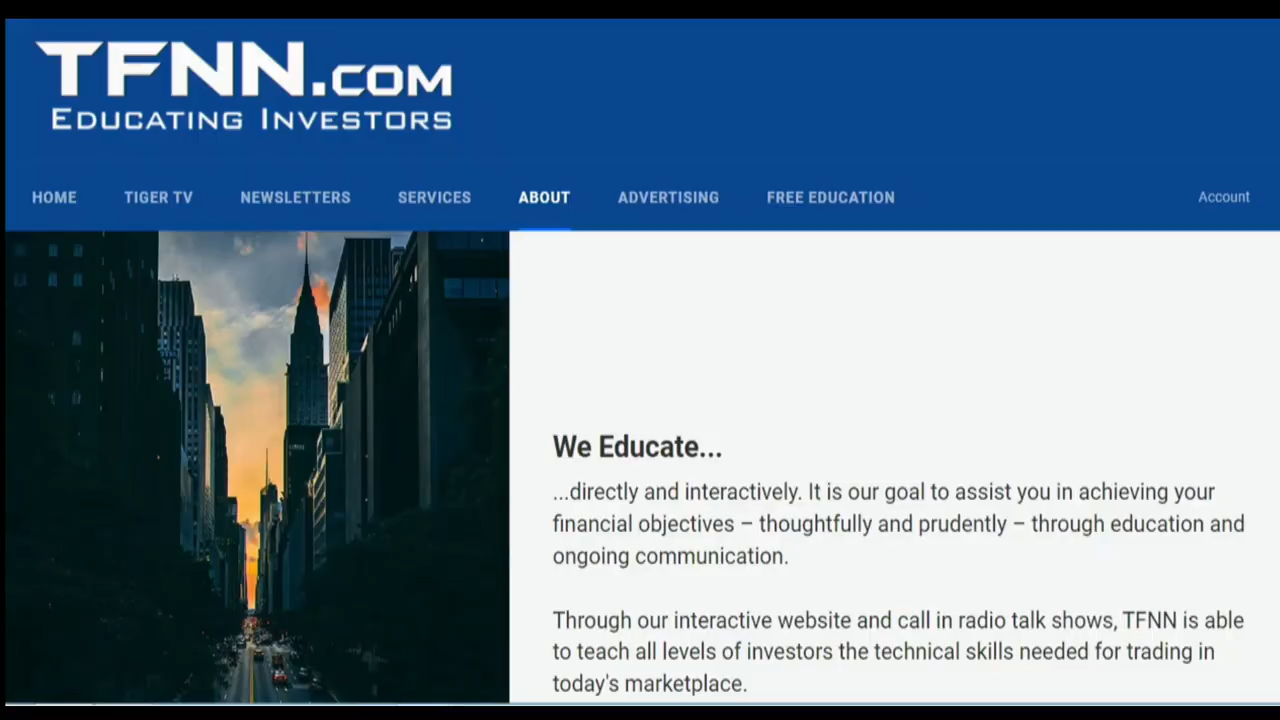 TFNN.COM
EDUCATING INVESTORS
HOME TIGER TV NEWSLETTERS SERVICES ABOUT ADVERTISING FREE EDUCATION Account
We Educate...
...directly and interactively. It is our goal to assist you in achieving your
financial objectives – thoughtfully and prudently – through education and
ongoing communication.
Through our interactive website and call in radio talk shows, TFNN is able
to teach all levels of investors the technical skills needed for trading in
today's marketplace.